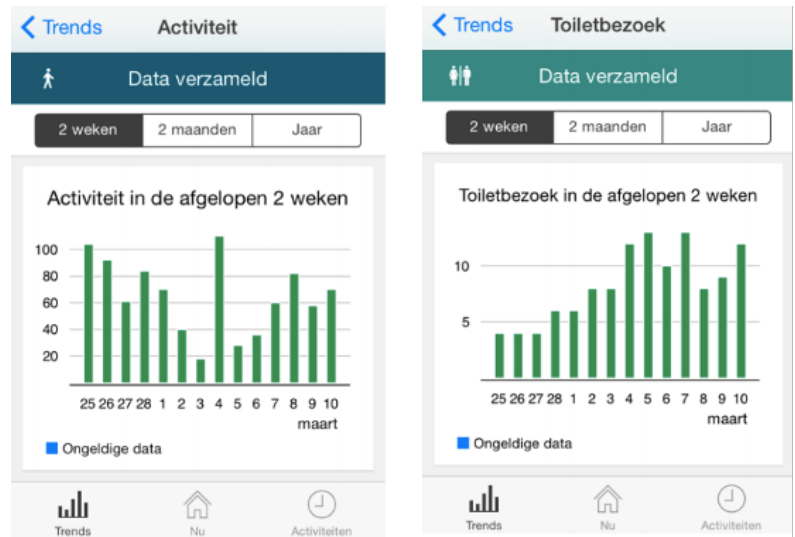 Trends Activiteit
Data verzameld
2 weken 2 maanden Jaar
Activiteit in de afgelopen 2 weken
100
80
60
40
20
25 26 27 28 1 2 3 4 5 6 7 8 9 10
maart
Ongeldige data
Trends Nu Activiteiten
Trends Toiletbezoek
Data verzameld
2 weken 2 maanden Jaar
Toiletbezoek in de afgelopen 2 weken
10
5
25 26 27 28 1 2 3 4 5 6 7 8 9 10
maart
Ongeldige data
Trends Nu Activiteiten